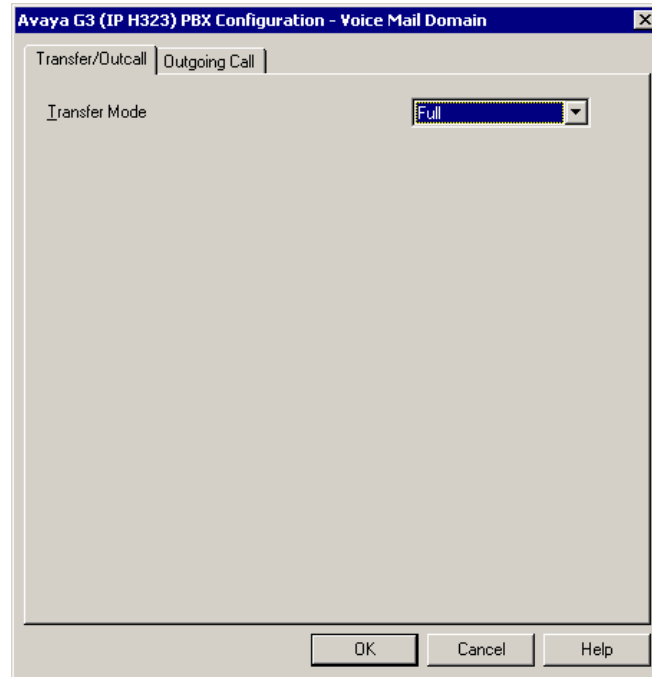 Avaya G3 (IP H323) PBX Configuration - Voice Mail Domain
Transfer/Outcall Outgoing Call
Transfer Mode Full
OK Cancel Help